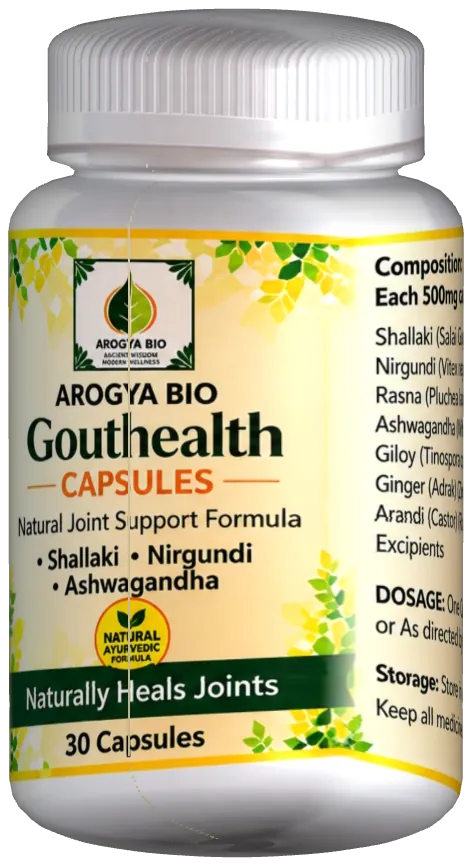 AROGYA BIO
ANCIENT WISDOM
MODERN WELLNESS
AROGYA BIO
Gouthealth
CAPSULES
Natural Joint Support Formula
• Shallaki • Nirgundi
• Ashwagandha
NATURAL
AYURVEDIC
FORMULA
Naturally Heals Joints
30 Capsules
Composition:
Each 500mg
Shallaki (Salai
Nirgundi (Vitex
Rasna (Pluchea
Ashwagandha
Giloy (Tinospora
Ginger (Adrak)
Arandi (Castor)
Excipients
DOSAGE: One
or As directed
Storage: Store
Keep all